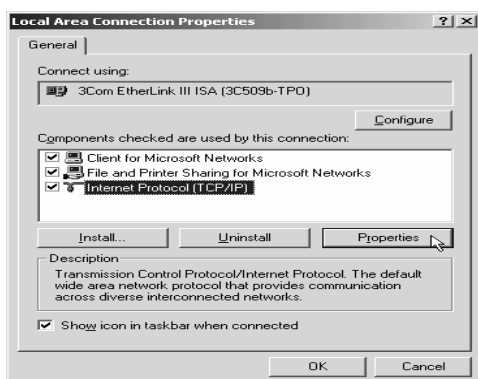 Local Area Connection Properties
General
Connect using:
3Com EtherLink III ISA (3C509b-TPO)
Configure
Components checked are used by this connection:
Client for Microsoft Networks
File and Printer Sharing for Microsoft Networks
Internet Protocol (TCP/IP)
Install...
Uninstall
Properties
Description
Transmission Control Protocol/Internet Protocol. The default
wide area network protocol that provides communication
across diverse interconnected networks.
Show icon in taskbar when connected
OK
Cancel